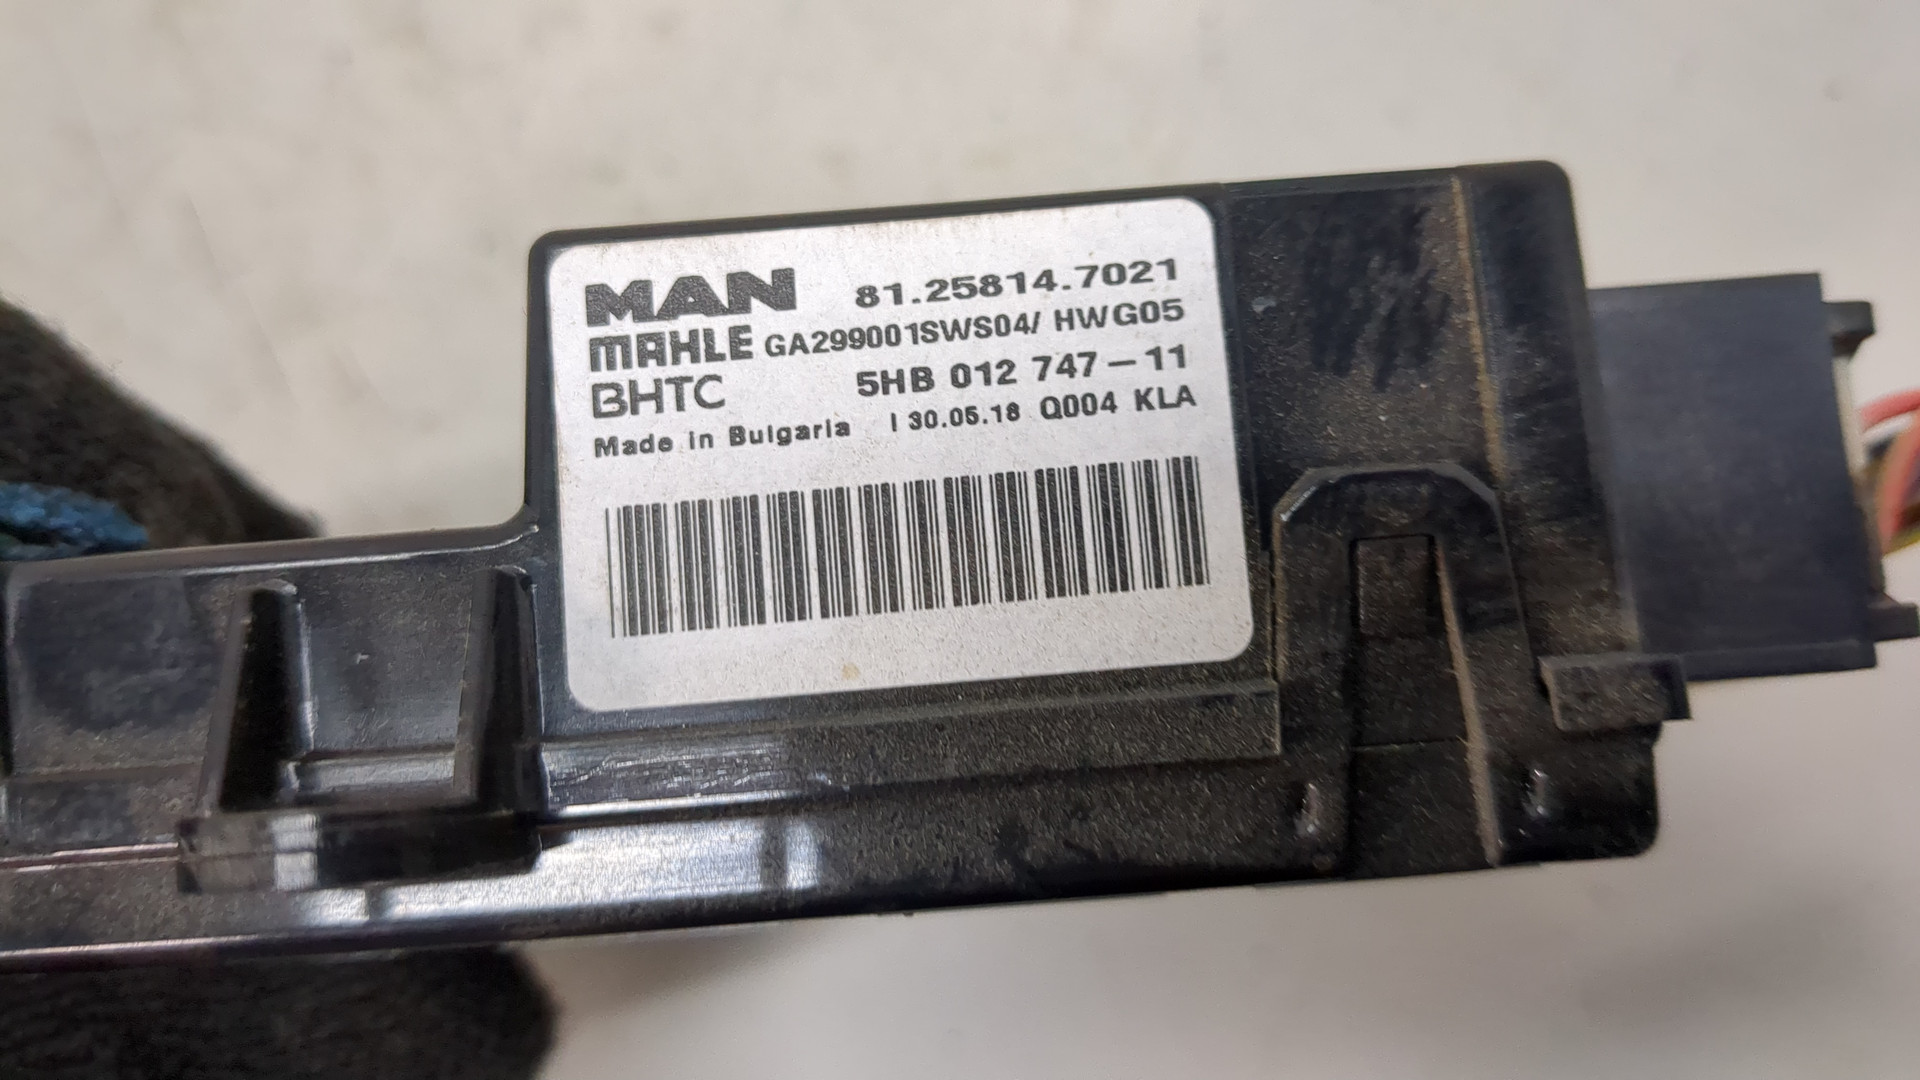 MAN 81.25814.7021
MAHLE GA299001SWS04/ HWG05
BHTC 5HB 012 747-11
Made in Bulgaria I 30.05.18 Q004 KLA